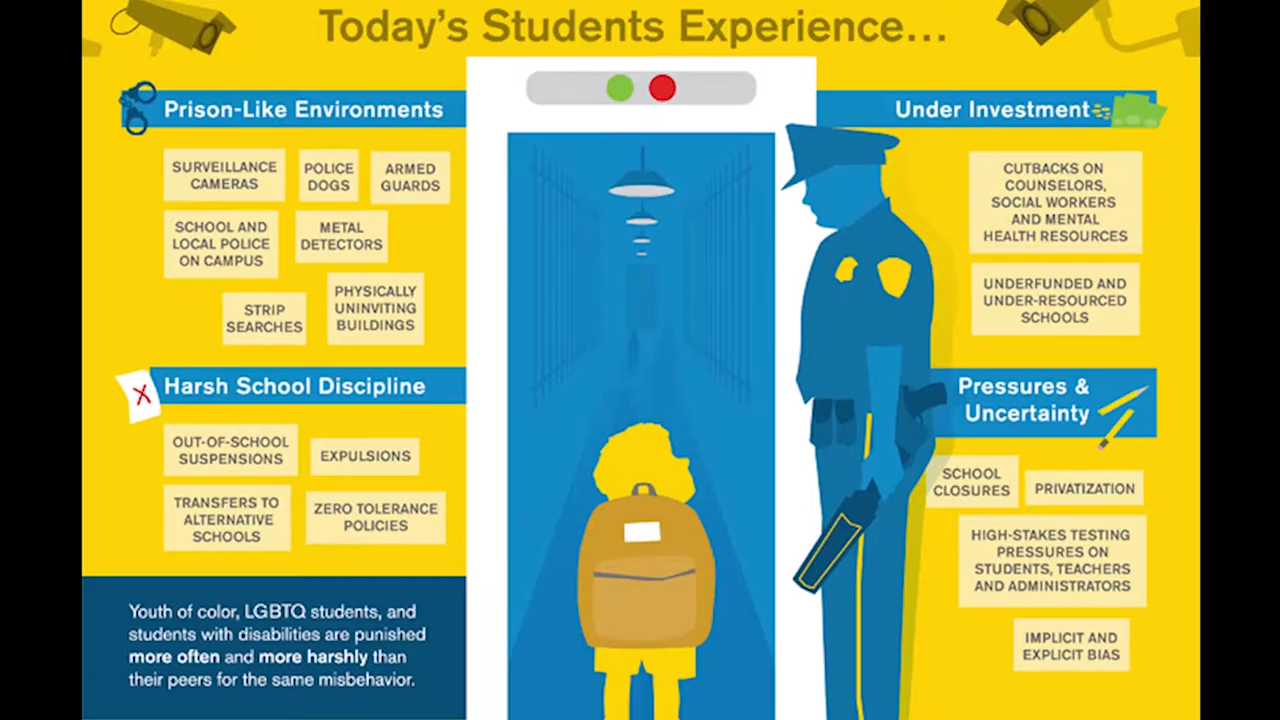 Today's Students Experience...
Prison-Like Environments
SURVEILLANCE
CAMERAS
POLICE
DOGS
ARMED
GUARDS
SCHOOL AND
LOCAL POLICE
ON CAMPUS
METAL
DETECTORS
STRIP
SEARCHES
PHYSICALLY
UNINVITING
BUILDINGS
Harsh School Discipline
OUT-OF-SCHOOL
SUSPENSIONS
EXPULSIONS
TRANSFERS TO
ALTERNATIVE
SCHOOLS
ZERO TOLERANCE
POLICIES
Youth of color, LGBTQ students, and
students with disabilities are punished
more often and more harshly than
their peers for the same misbehavior.
Under Investment
CUTBACKS ON
COUNSELORS,
SOCIAL WORKERS
AND MENTAL
HEALTH RESOURCES
UNDERFUNDED AND
UNDER-RESOURCED
SCHOOLS
Pressures &
Uncertainty
SCHOOL
CLOSURES
PRIVATIZATION
HIGH-STAKES TESTING
PRESSURES ON
STUDENTS, TEACHERS
AND ADMINISTRATORS
IMPLICIT AND
EXPLICIT BIAS